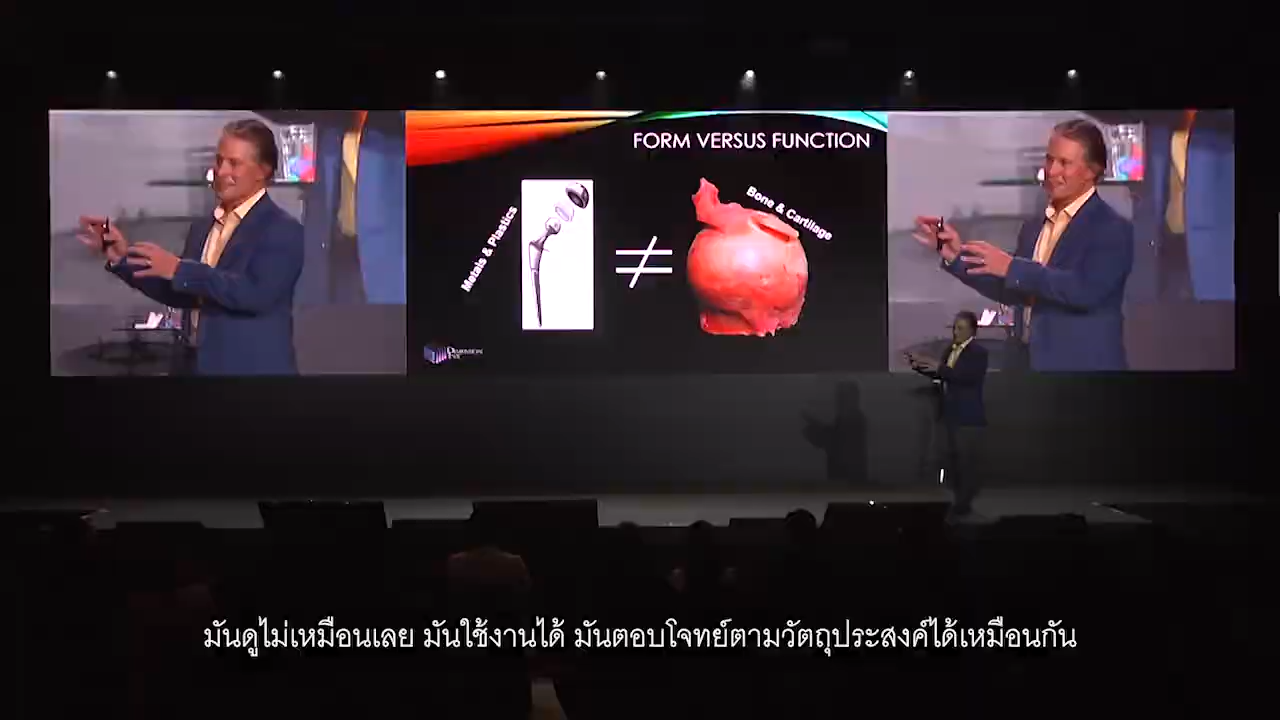 FORM VERSUS FUNCTION
Metals & Plastics
Bone & Cartilage
≠
มันดูไม่เหมือนเลย มันใช้งานได้ มันตอบโจทย์ตามวัตถุประสงค์ได้เหมือนกัน